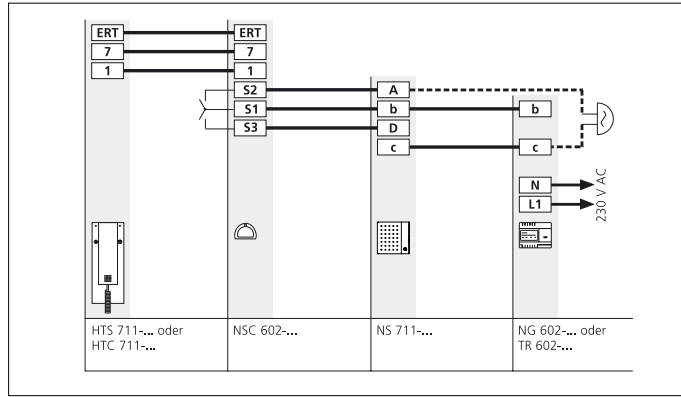 ERT ERT
7 7
1 1
S2 A
S1 b b
S3 D
c c
N
L1
230 V AC
HTS 711-... oder
HTC 711-...
NSC 602-...
NS 711-...
NG 602-... oder
TR 602-...